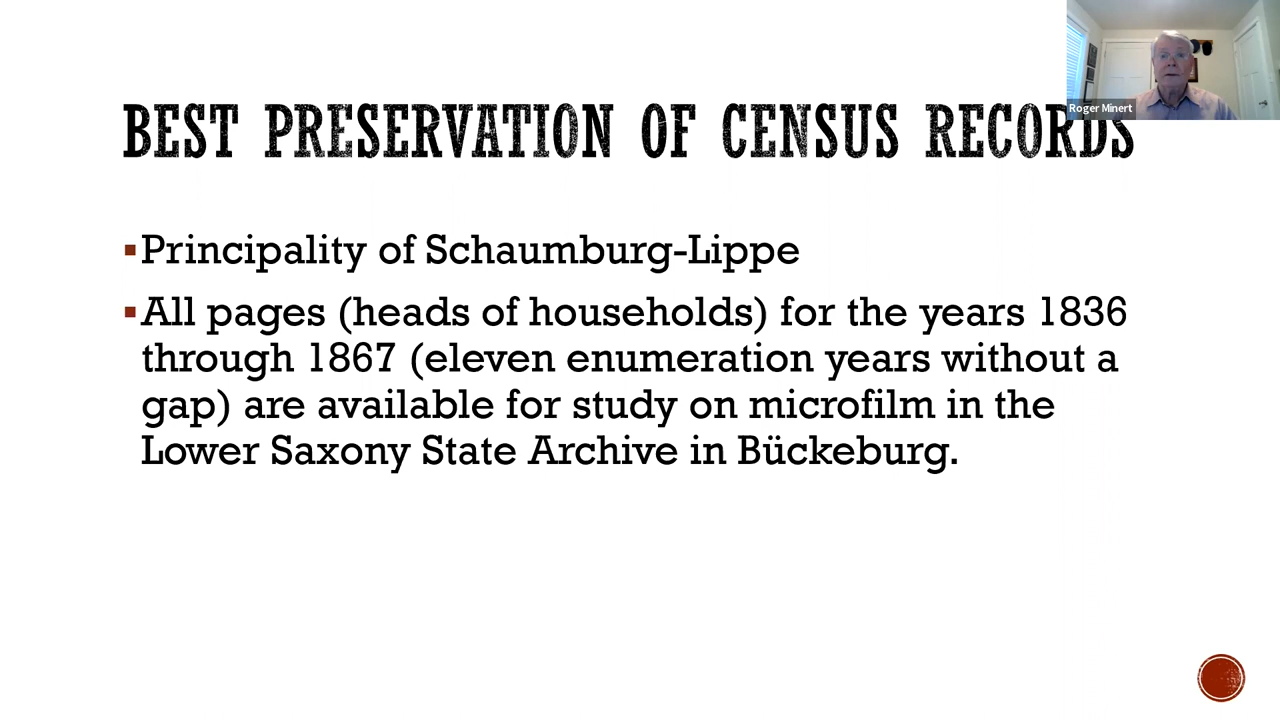 Roger Minert
BEST PRESERVATION OF CENSUS RECORDS
▪Principality of Schaumburg-Lippe
▪All pages (heads of households) for the years 1836
through 1867 (eleven enumeration years without a
gap) are available for study on microfilm in the
Lower Saxony State Archive in Bückeburg.